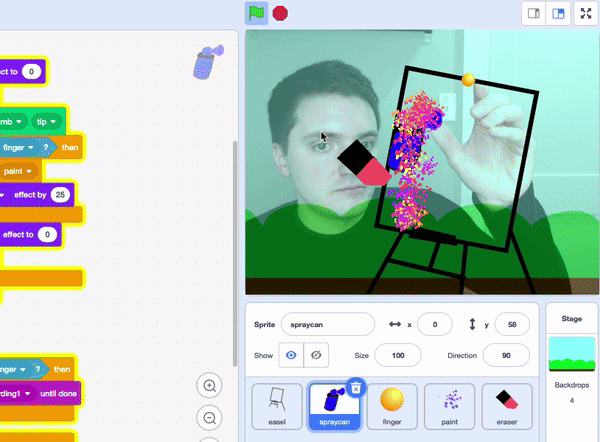 ect to 0
mb tip
finger ? then
paint
effect by 25
effect to 0
nger ? then
rding1 until done
Sprite spraycan x 0 y 58
Show Size 100 Direction 90
easel spraycan finger paint eraser
Stage
Backdrops
4